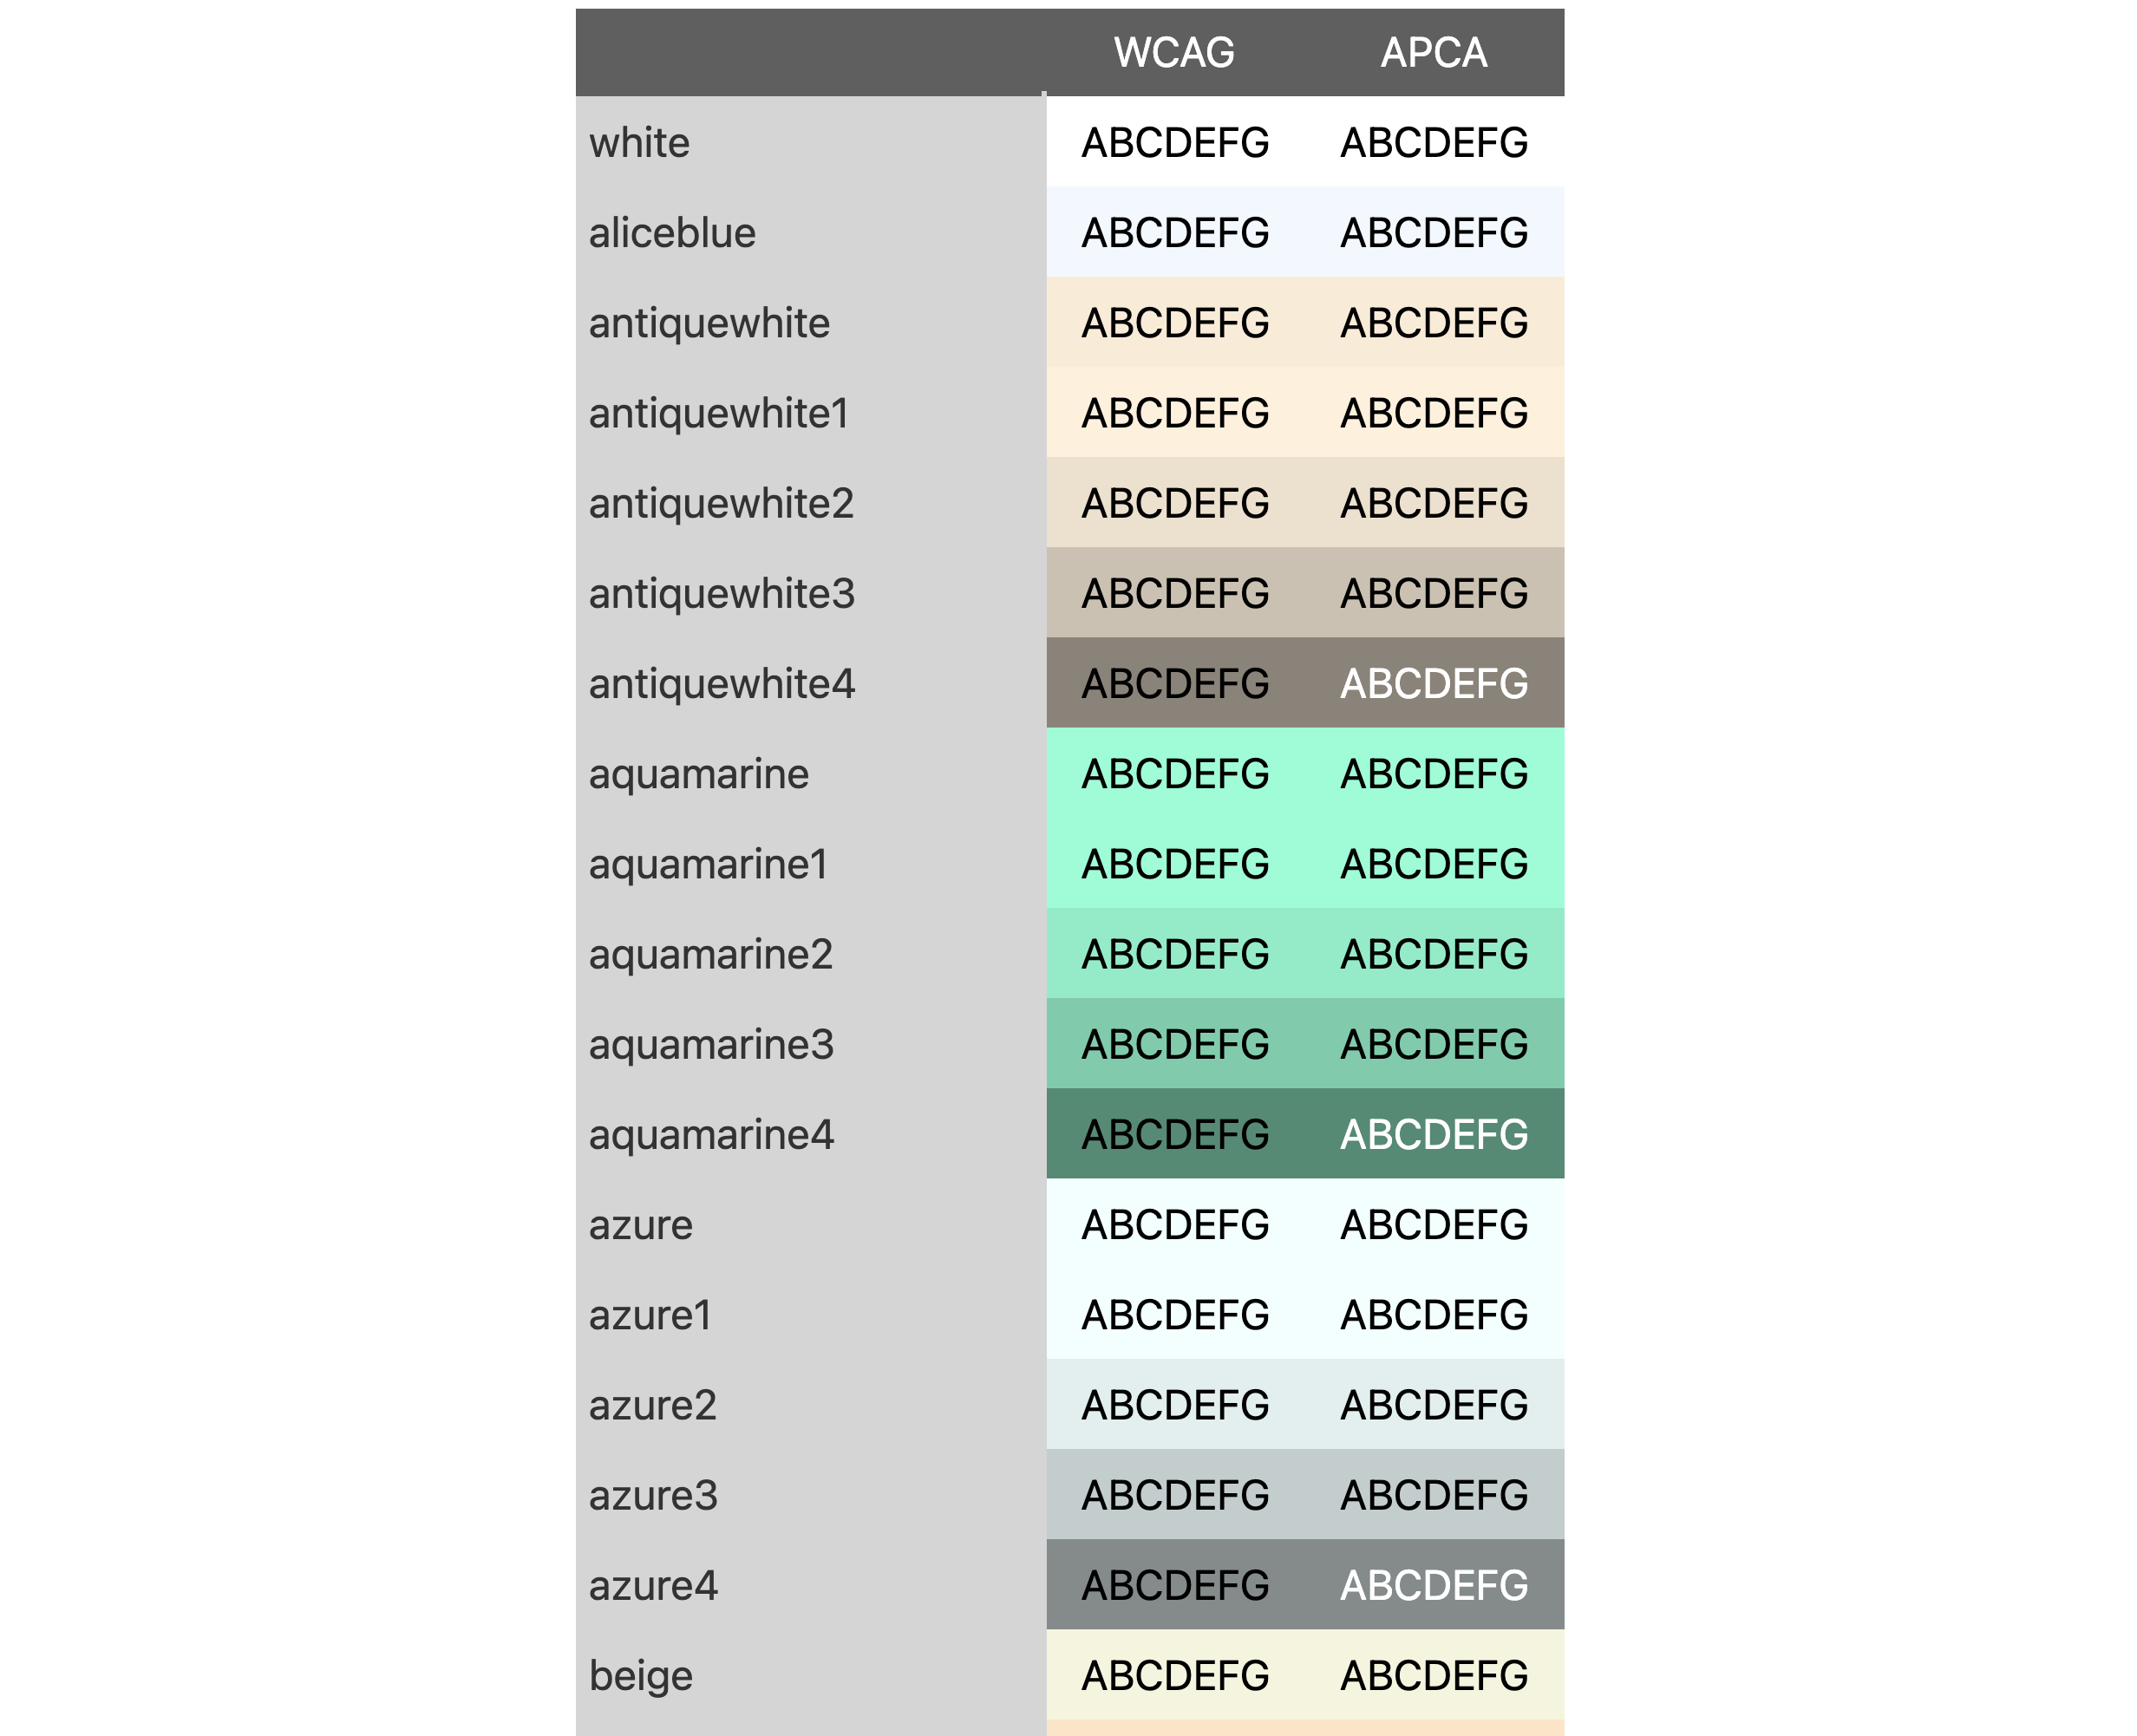 WCAG APCA
white ABCDEFG ABCDEFG
aliceblue ABCDEFG ABCDEFG
antiquewhite ABCDEFG ABCDEFG
antiquewhite1 ABCDEFG ABCDEFG
antiquewhite2 ABCDEFG ABCDEFG
antiquewhite3 ABCDEFG ABCDEFG
antiquewhite4 ABCDEFG ABCDEFG
aquamarine ABCDEFG ABCDEFG
aquamarine1 ABCDEFG ABCDEFG
aquamarine2 ABCDEFG ABCDEFG
aquamarine3 ABCDEFG ABCDEFG
aquamarine4 ABCDEFG ABCDEFG
azure ABCDEFG ABCDEFG
azure1 ABCDEFG ABCDEFG
azure2 ABCDEFG ABCDEFG
azure3 ABCDEFG ABCDEFG
azure4 ABCDEFG ABCDEFG
beige ABCDEFG ABCDEFG